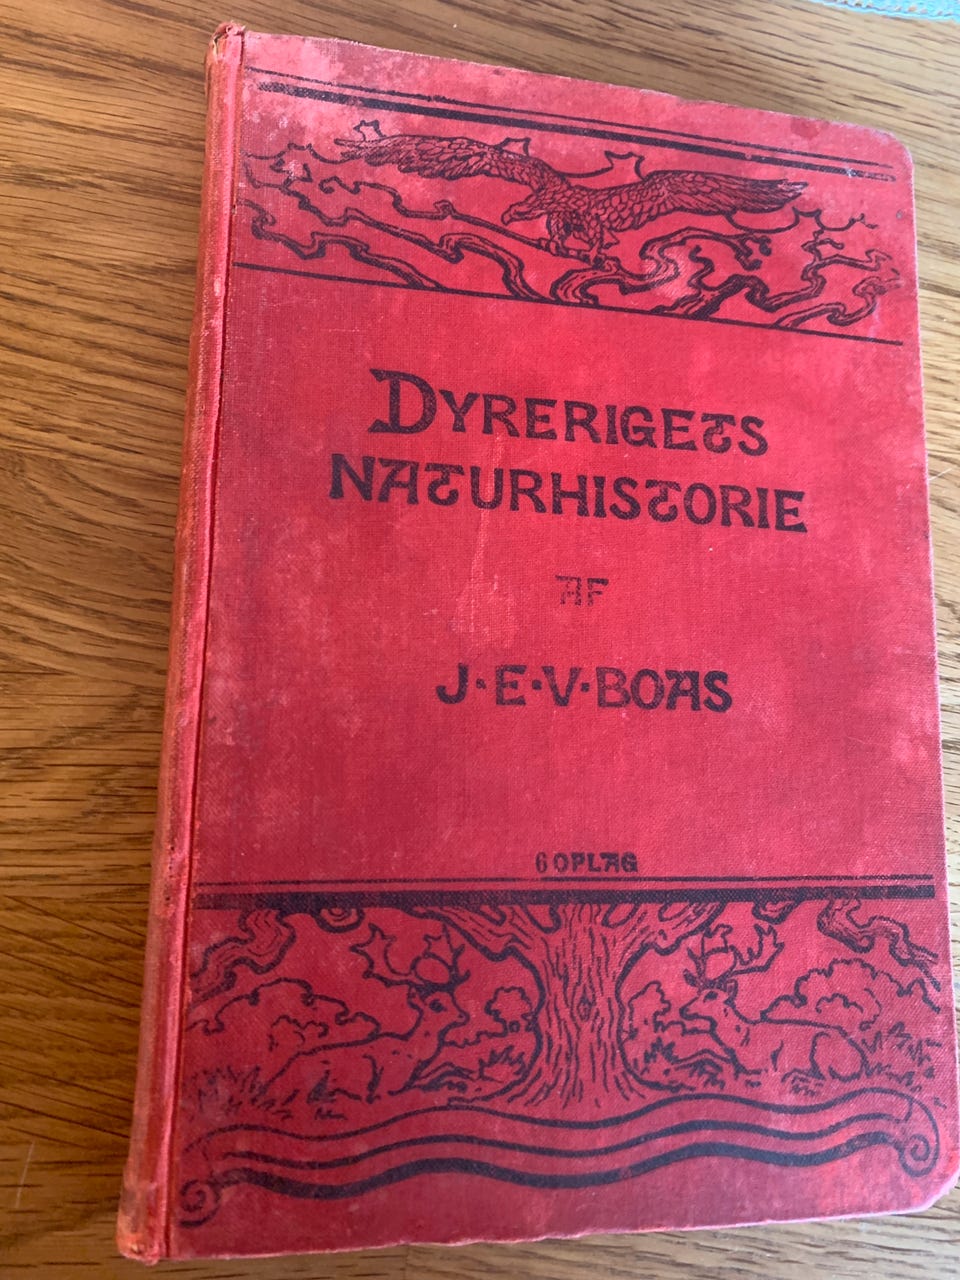 DYRERIGETS
NATURHISTORIE
AF
J·E·V·BOAS
6 OPLAG